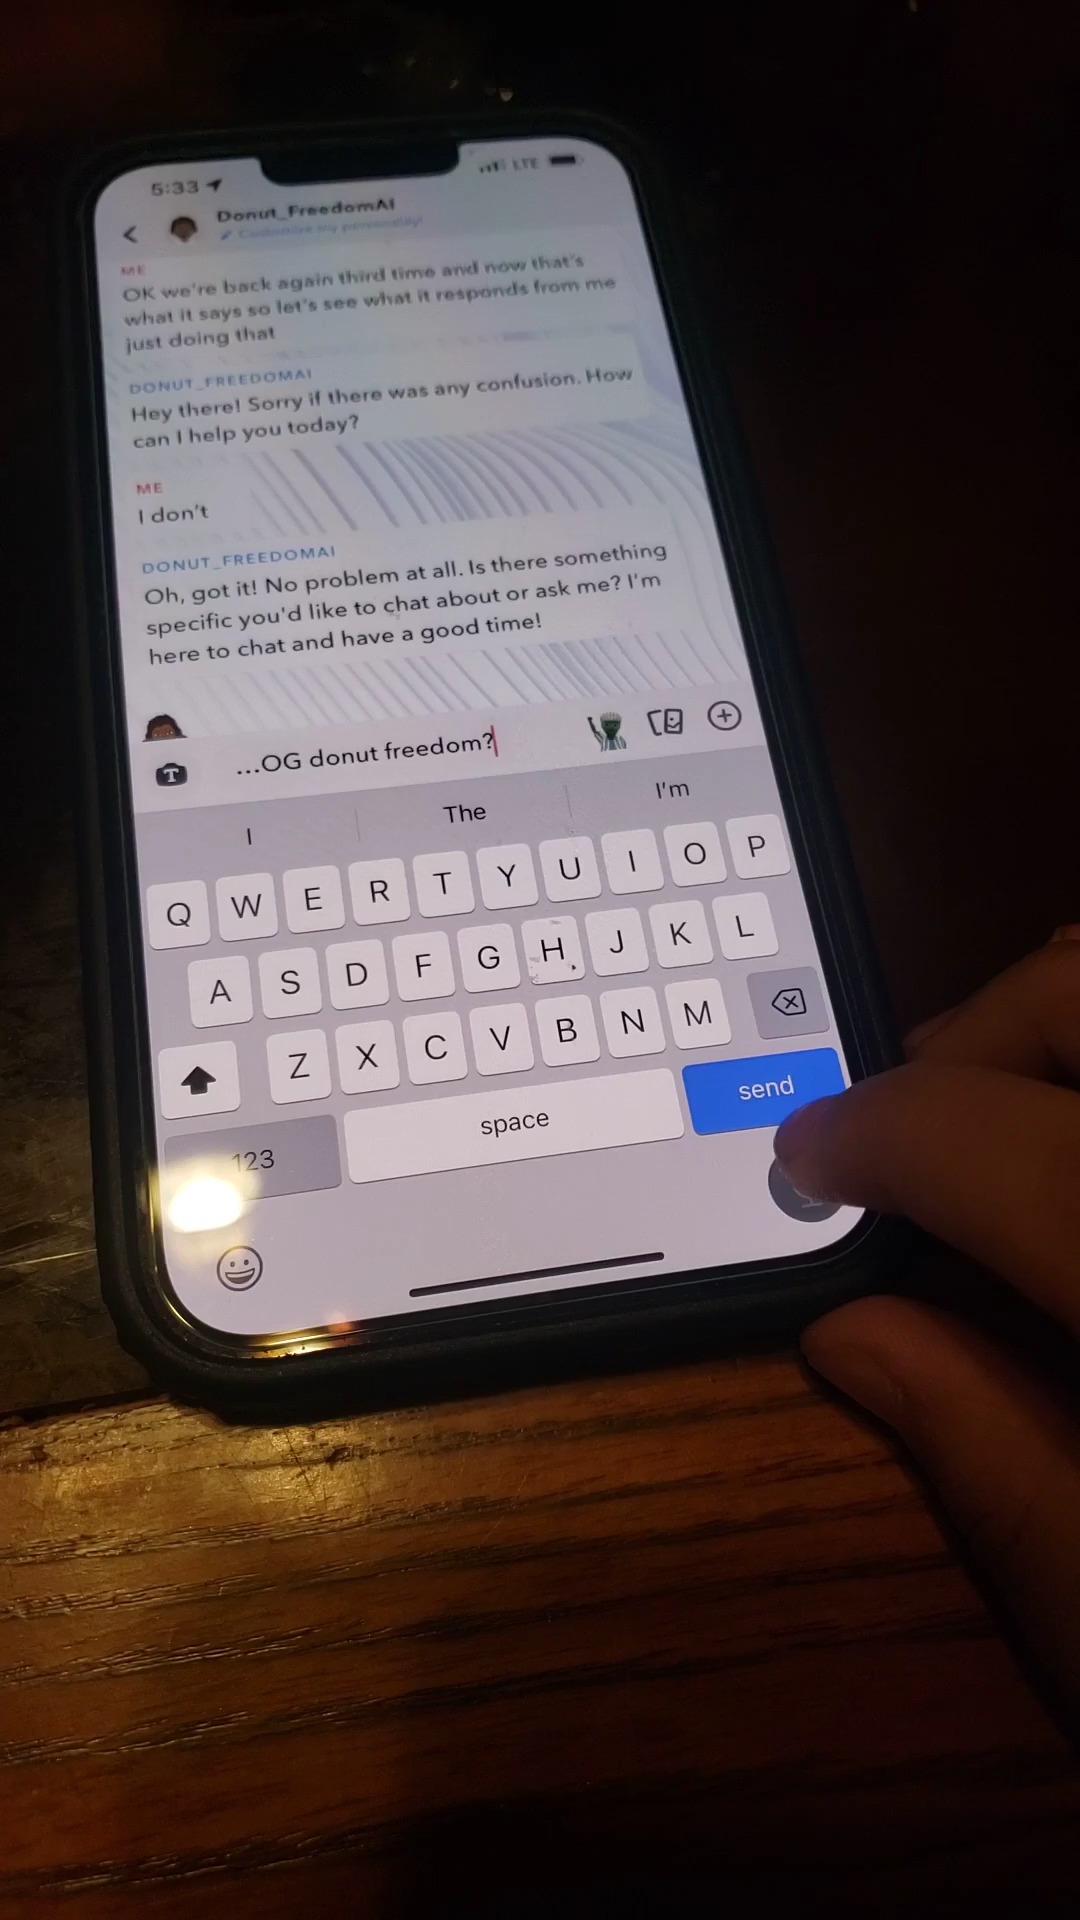 5:33
LTE
Donut_FreedomAI
Customize my personality!
ME
OK we're back again third time and now that's
what it says so let's see what it responds from me
just doing that
DONUT_FREEDOMAI
Hey there! Sorry if there was any confusion. How
can I help you today?
ME
I don't
DONUT_FREEDOMAI
Oh, got it! No problem at all. Is there something
specific you'd like to chat about or ask me? I'm
here to chat and have a good time!
T
...OG donut freedom?
I The I'm
Q W E R T Y U I O P
A S D F G H J K L
Z X C V B N M
123 space send